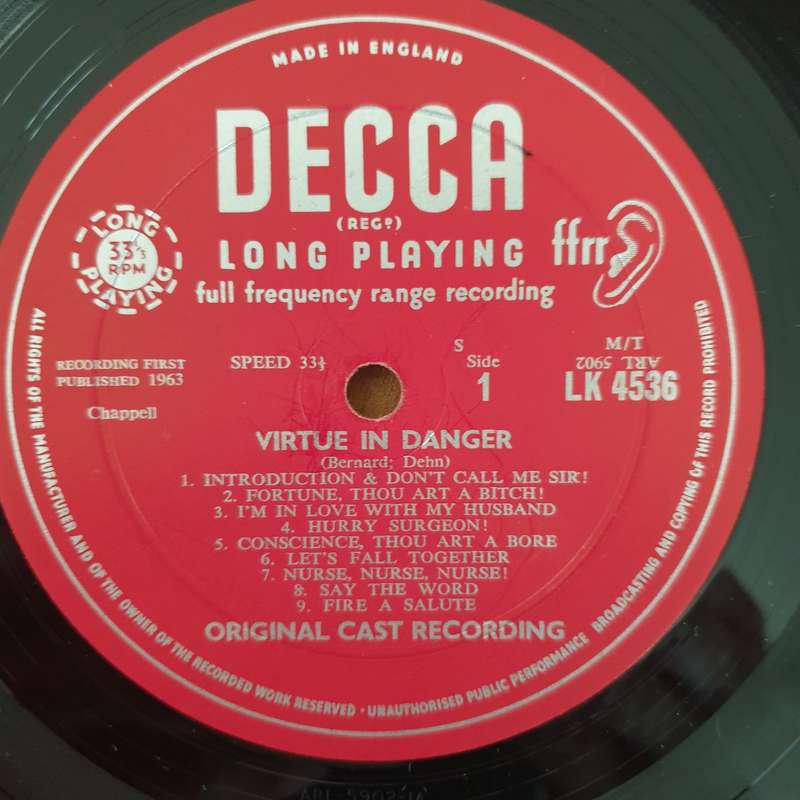 MADE IN ENGLAND
DECCA
(REGD)
LONG PLAYING
ffrr
full frequency range recording
LONG
33⅓
RPM
PLAYING
RECORDING FIRST
PUBLISHED 1963
Chappell
SPEED 33⅓
S
Side
1
ARL 5902
1/M
LK 4536
VIRTUE IN DANGER
(Bernard; Dehn)
1. INTRODUCTION & DON'T CALL ME SIR!
2. FORTUNE, THOU ART A BITCH!
3. I'M IN LOVE WITH MY HUSBAND
4. HURRY SURGEON!
5. CONSCIENCE, THOU ART A BORE
6. LET'S FALL TOGETHER
7. NURSE, NURSE, NURSE!
8. SAY THE WORD
9. FIRE A SALUTE
ORIGINAL CAST RECORDING
ALL RIGHTS OF THE MANUFACTURER AND OF THE OWNER OF THE RECORDED WORK RESERVED · UNAUTHORISED PUBLIC PERFORMANCE BROADCASTING AND COPYING OF THIS RECORD PROHIBITED
ARL-5902-1A